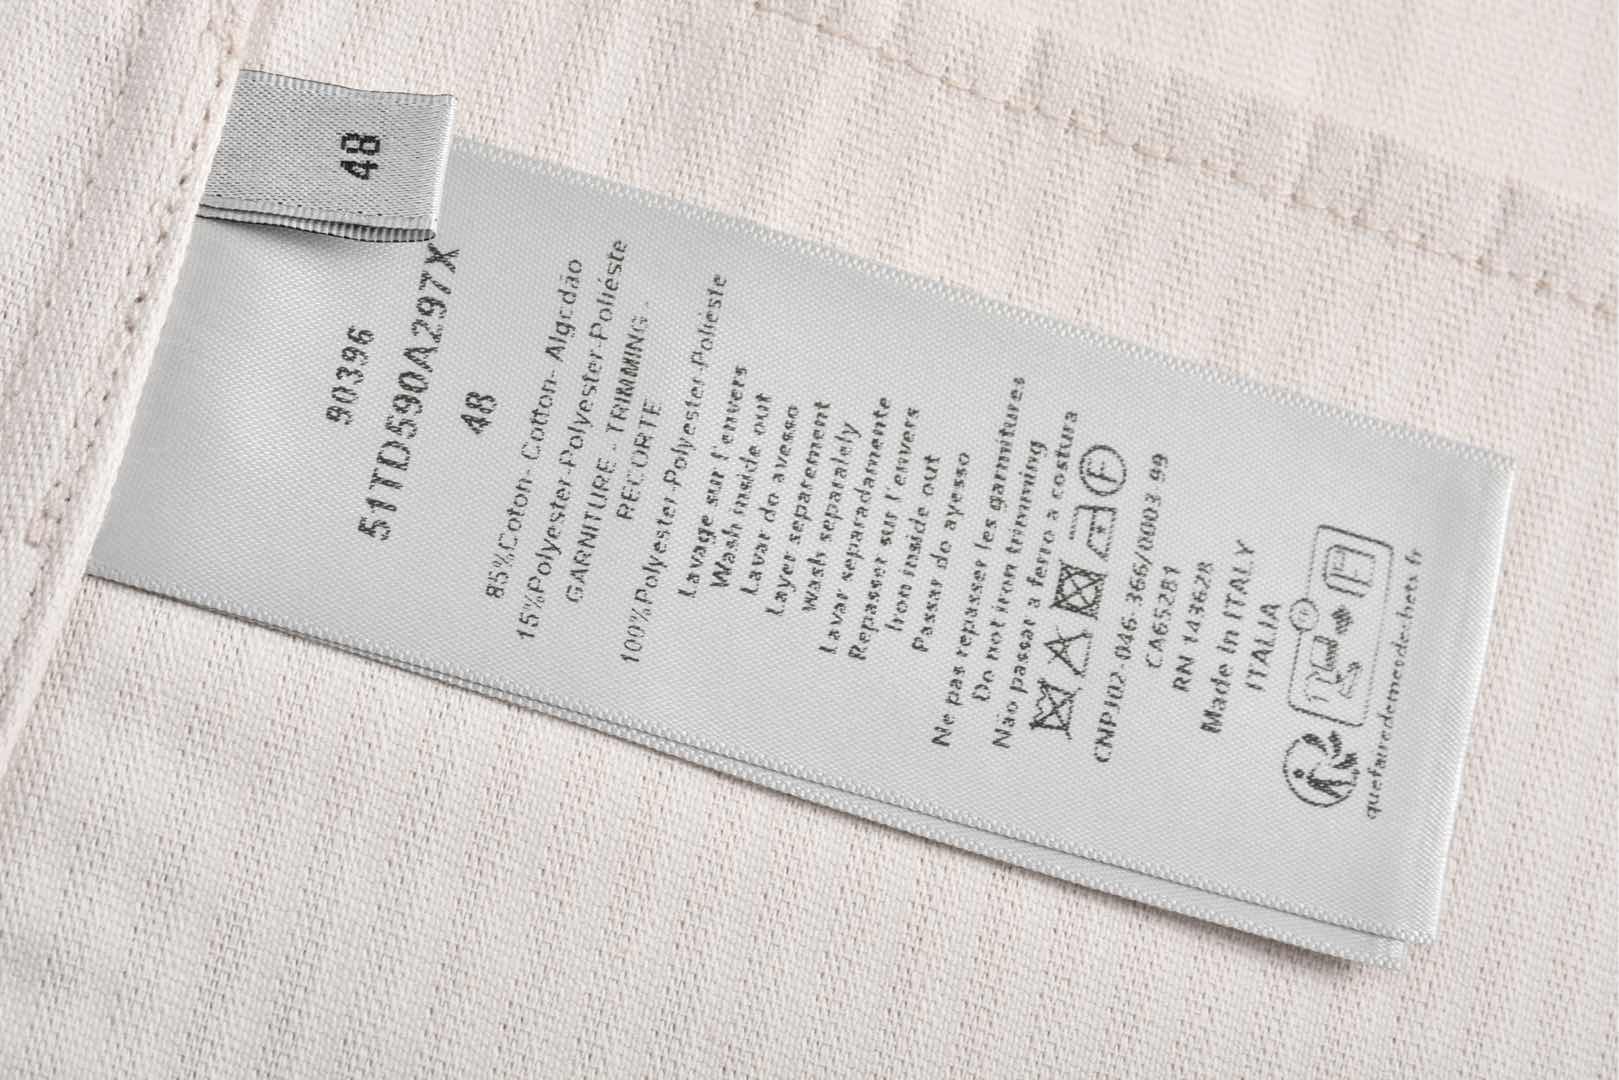 48
90396
51TD590A297X
48
85%Coton- Cotton- Algodão
15%Polyester-Polyester-Poliéste
GARNITURE - TRIMMING -
RECORTE
100%Polyester-Polyester-Poliéste
Lavage sur l'envers
Wash inside out
Lavar do avesso
Layer separement
Wash separately
Lavar separadamente
Repasser sur l'envers
Iron inside out
Passar do avesso
Ne pas repasser les garnitures
Do not iron trimming
Não passar a ferro a costura
F
CNPJ02-046-366/0003 99
CA65281
RN 143628
Made in ITALY
ITALIA
quefairedemesdechets.fr